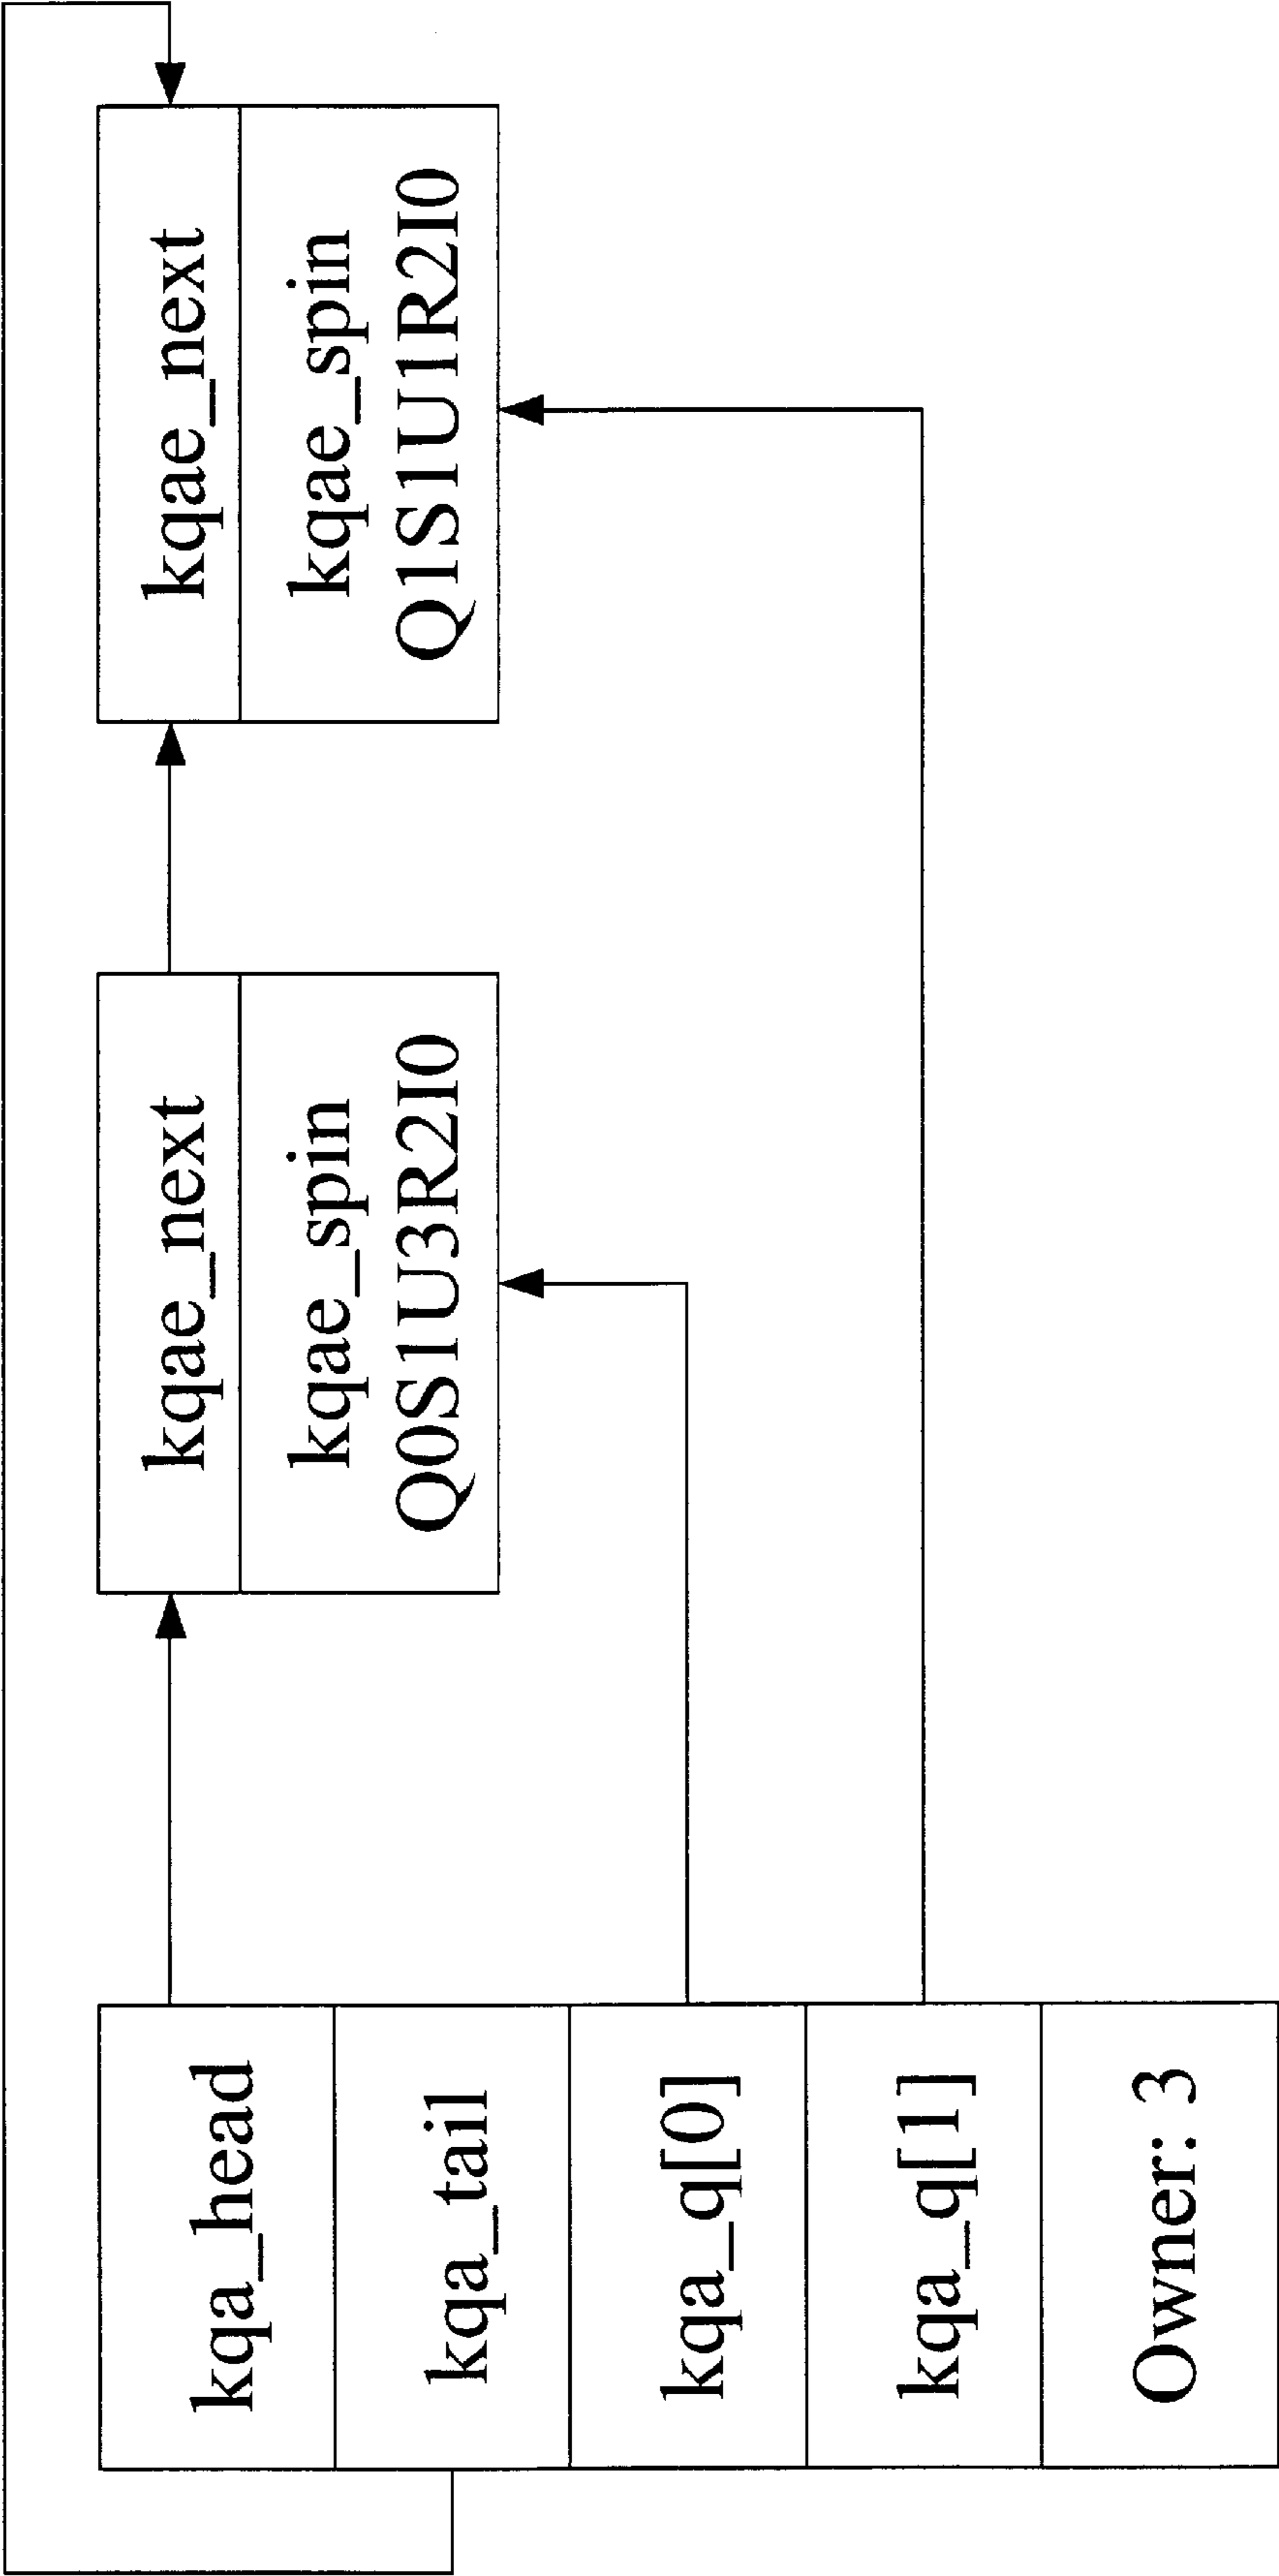 kqa_head
kqa_tail
kqa_q[0]
kqa_q[1]
Owner: 3
kqae_next
kqae_spin
Q0S1U3R2I0
kqae_next
kqae_spin
Q1S1U1R2I0